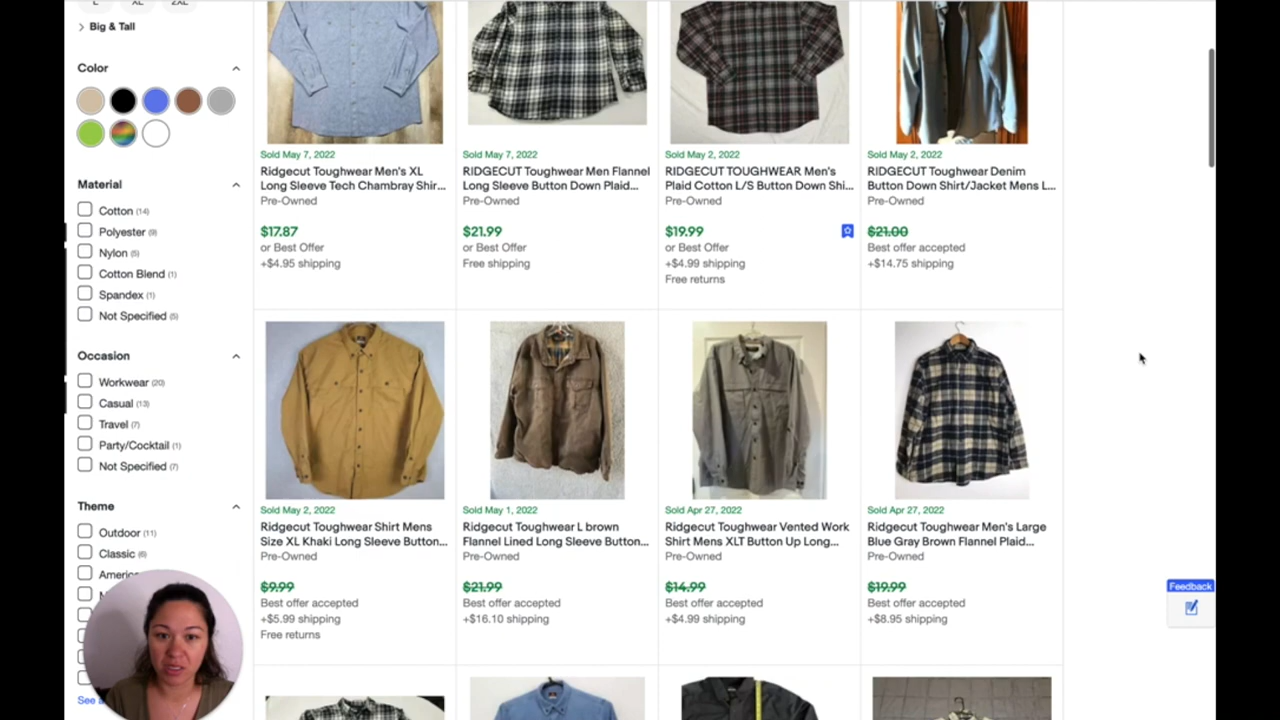 L XL 2XL
Big & Tall
Color
Material
Cotton (14)
Polyester (9)
Nylon (5)
Cotton Blend (1)
Spandex (1)
Not Specified (5)
Occasion
Workwear (20)
Casual (13)
Travel (7)
Party/Cocktail (1)
Not Specified (7)
Theme
Outdoor (11)
Classic (6)
Americ
See a
Sold May 7, 2022
Ridgecut Toughwear Men's XL
Long Sleeve Tech Chambray Shir...
Pre-Owned
$17.87
or Best Offer
+$4.95 shipping
Sold May 7, 2022
RIDGECUT Toughwear Men Flannel
Long Sleeve Button Down Plaid...
Pre-Owned
$21.99
or Best Offer
Free shipping
Sold May 2, 2022
RIDGECUT TOUGHWEAR Men's
Plaid Cotton L/S Button Down Shi...
Pre-Owned
$19.99
or Best Offer
+$4.99 shipping
Free returns
Sold May 2, 2022
RIDGECUT Toughwear Denim
Button Down Shirt/Jacket Mens L...
Pre-Owned
$21.00
Best offer accepted
+$14.75 shipping
Sold May 2, 2022
Ridgecut Toughwear Shirt Mens
Size XL Khaki Long Sleeve Button...
Pre-Owned
$9.99
Best offer accepted
+$5.99 shipping
Free returns
Sold May 1, 2022
Ridgecut Toughwear L brown
Flannel Lined Long Sleeve Button...
Pre-Owned
$21.99
Best offer accepted
+$16.10 shipping
Sold Apr 27, 2022
Ridgecut Toughwear Vented Work
Shirt Mens XLT Button Up Long...
Pre-Owned
$14.99
Best offer accepted
+$4.99 shipping
Sold Apr 27, 2022
Ridgecut Toughwear Men's Large
Blue Gray Brown Flannel Plaid...
Pre-Owned
$19.99
Best offer accepted
+$8.95 shipping
Feedback